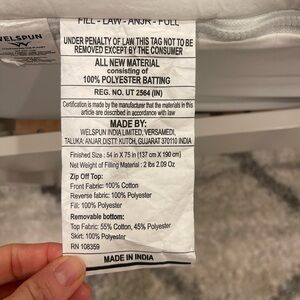 WELSPUN
FILL - LAW - ANJR - FULL
UNDER PENALTY OF LAW THIS TAG NOT TO BE
REMOVED EXCEPT BY THE CONSUMER
ALL NEW MATERIAL
consisting of
100% POLYESTER BATTING
REG. NO. UT 2564 (IN)
Certification is made by the manufacturer that the materials in this
article are described in accordance with law
MADE BY:
WELSPUN INDIA LIMITED, VERSAMEDI,
TALUKA: ANJAR DIST: KUTCH, GUJARAT 370110 INDIA
Finished Size : 54 in X 75 in (137 cm X 190 cm)
Net Weight of Filling Material : 2 lbs 2.09 Oz
Zip Off Top:
Front Fabric: 100% Cotton
Reverse fabric: 100% Polyester
Fill: 100% Polyester
Removable bottom:
Top Fabric: 55% Cotton, 45% Polyester
Skirt: 100% Polyester
RN 108359
MADE IN INDIA